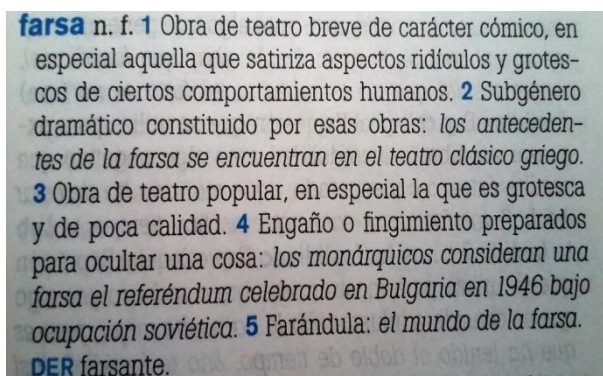 farsa n. f. 1 Obra de teatro breve de carácter cómico, en
especial aquella que satiriza aspectos ridículos y grotes-
cos de ciertos comportamientos humanos. 2 Subgénero
dramático constituido por esas obras: los anteceden-
tes de la farsa se encuentran en el teatro clásico griego.
3 Obra de teatro popular, en especial la que es grotesca
y de poca calidad. 4 Engaño o fingimiento preparados
para ocultar una cosa: los monárquicos consideran una
farsa el referéndum celebrado en Bulgaria en 1946 bajo
ocupación soviética. 5 Farándula: el mundo de la farsa.
DER farsante.